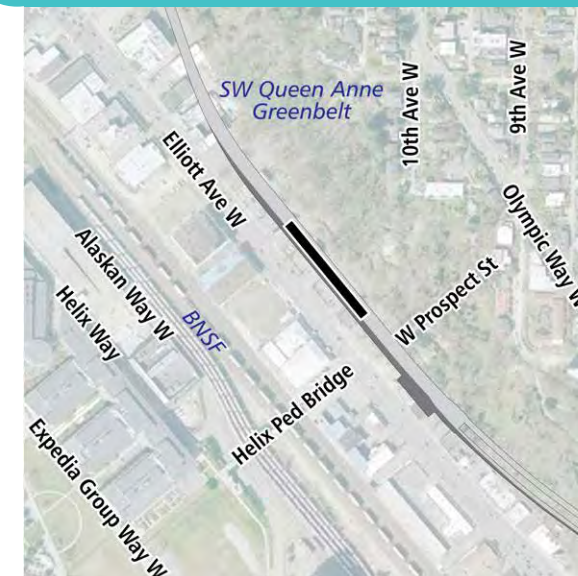 SW Queen Anne
Greenbelt
10th Ave W
9th Ave W
Elliott Ave W
Olympic Way W
Alaskan Way W
W Prospect St
Helix Way
BNSF
Helix Ped Bridge
Expedia Group Way W